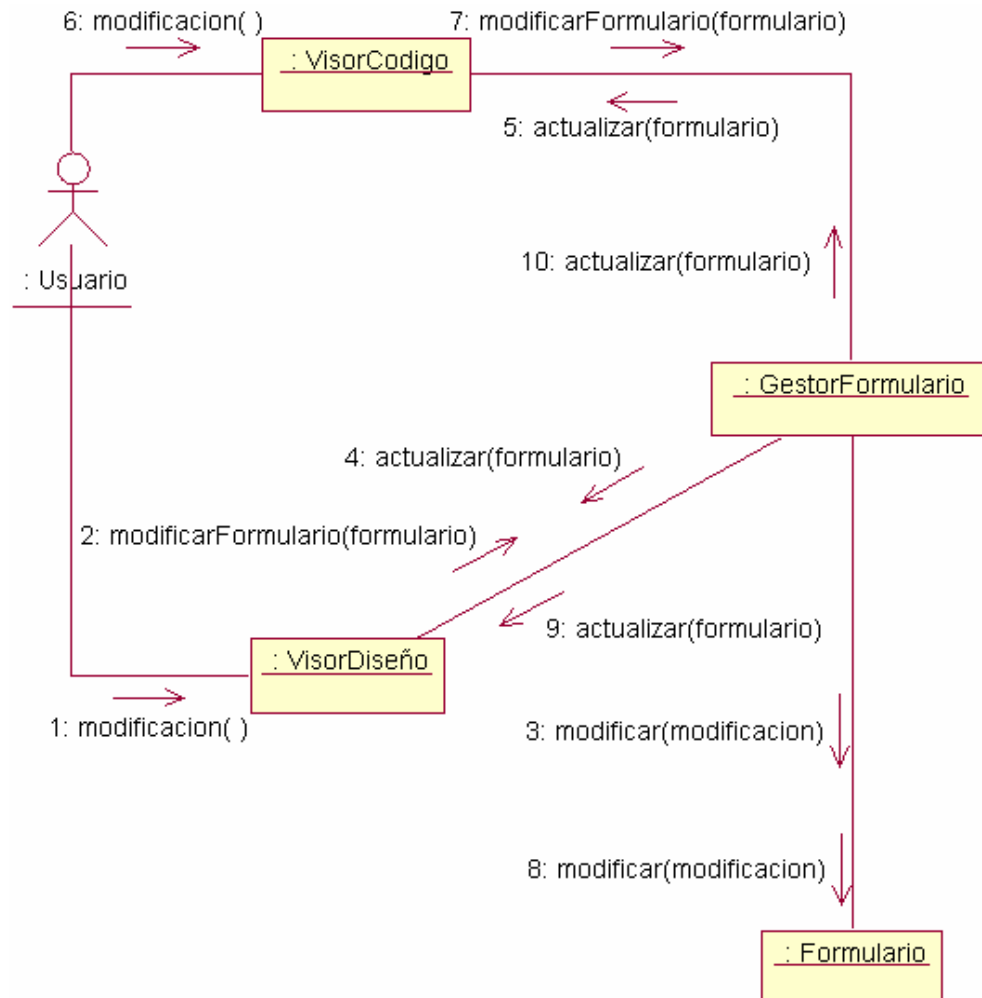 6: modificacion( )
7: modificarFormulario(formulario)
: VisorCodigo
5: actualizar(formulario)
: Usuario
10: actualizar(formulario)
: GestorFormulario
4: actualizar(formulario)
2: modificarFormulario(formulario)
9: actualizar(formulario)
: VisorDiseño
1: modificacion( )
3: modificar(modificacion)
8: modificar(modificacion)
: Formulario